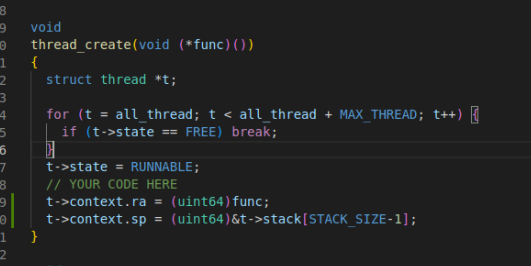 8
9 void
0 thread_create(void (*func)())
1 {
2   struct thread *t;
3
4   for (t = all_thread; t < all_thread + MAX_THREAD; t++) {
5     if (t->state == FREE) break;
6   }
7   t->state = RUNNABLE;
8   // YOUR CODE HERE
9   t->context.ra = (uint64)func;
0   t->context.sp = (uint64)&t->stack[STACK_SIZE-1];
1 }
2